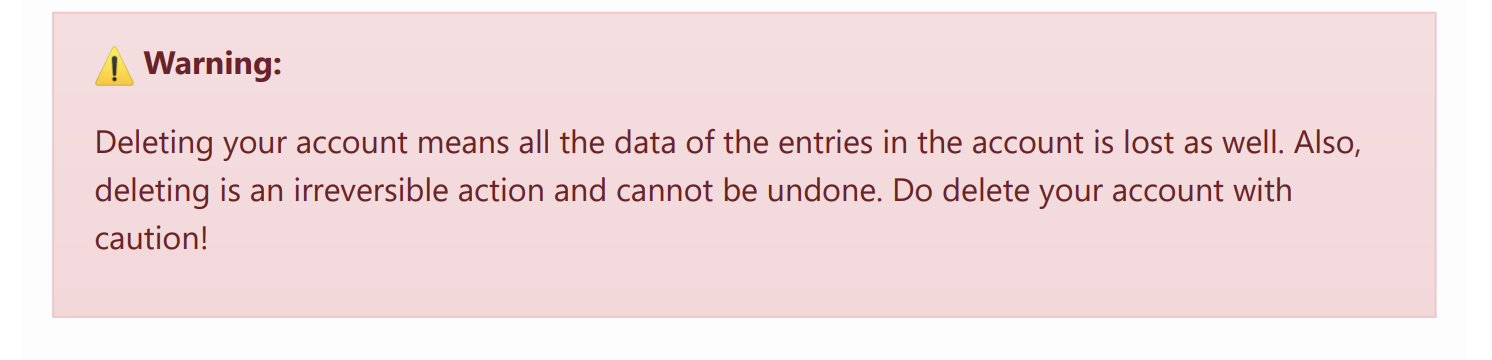 ⚠️ Warning:
Deleting your account means all the data of the entries in the account is lost as well. Also,
deleting is an irreversible action and cannot be undone. Do delete your account with
caution!